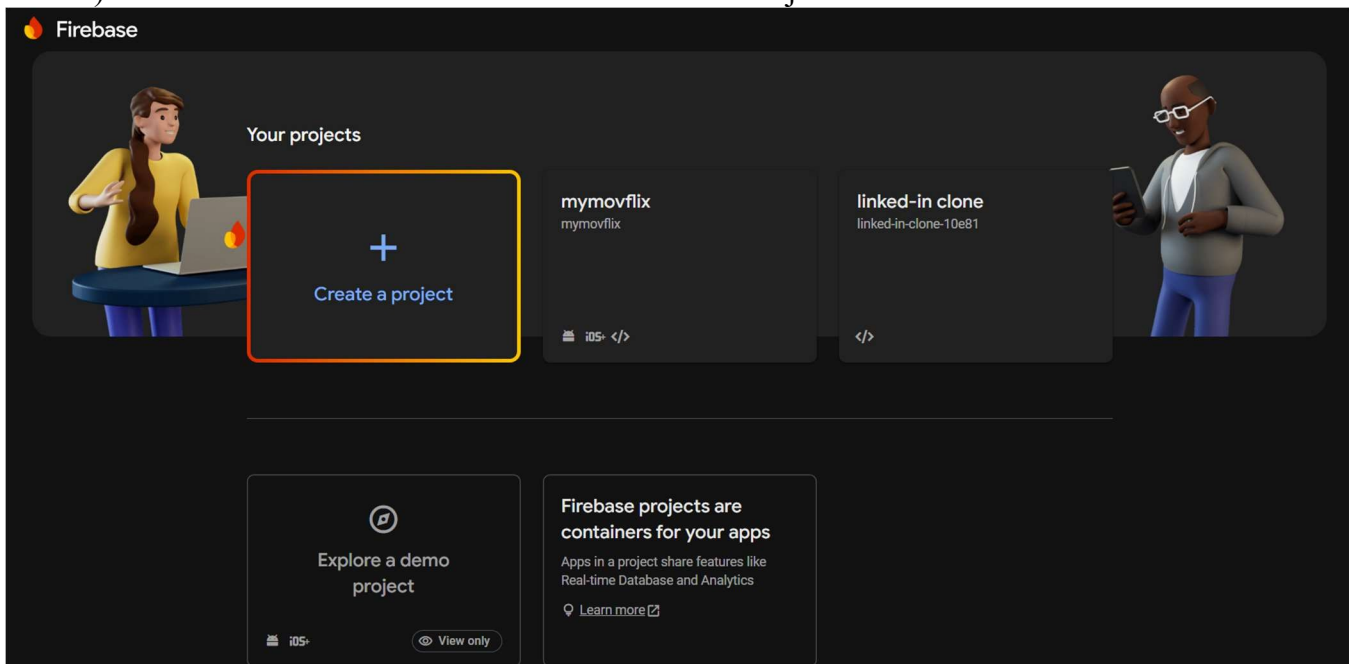 Firebase
Your projects
Create a project
mymovflix
mymovflix
iOS+ </>
linked-in clone
linked-in-clone-10e81
</>
Explore a demo
project
iOS+
View only
Firebase projects are
containers for your apps
Apps in a project share features like
Real-time Database and Analytics
Learn more